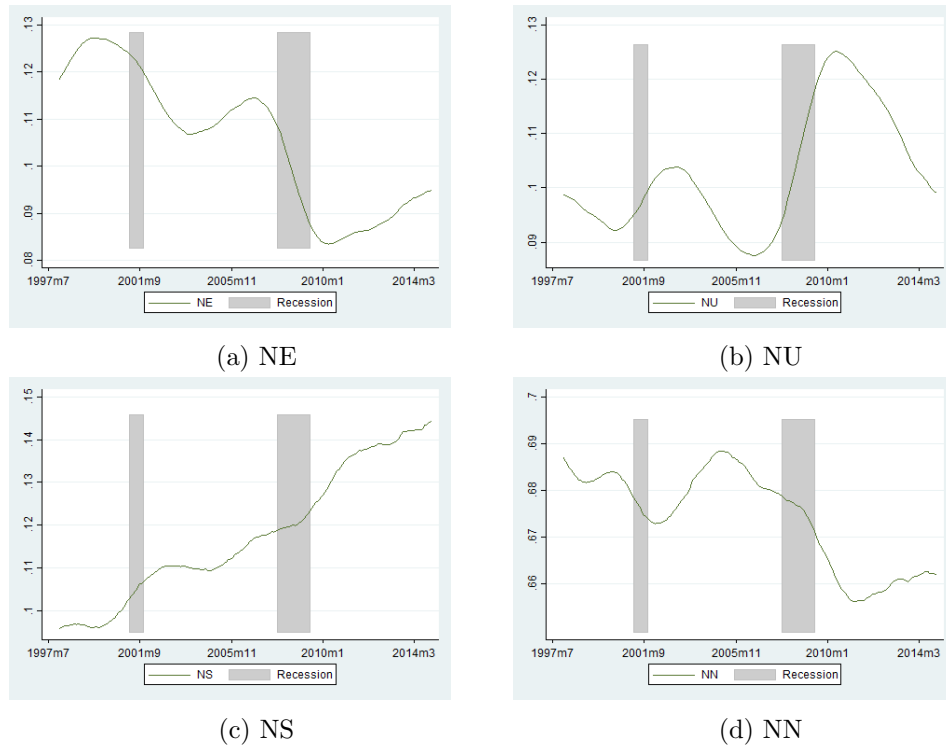 .13
.12
.11
.1
.09
.08
1997m7 2001m9 2005m11 2010m1 2014m3
NE Recession
(a) NE
.13
.12
.11
.1
.09
1997m7 2001m9 2005m11 2010m1 2014m3
NU Recession
(b) NU
.15
.14
.13
.12
.11
.1
1997m7 2001m9 2005m11 2010m1 2014m3
NS Recession
(c) NS
.7
.69
.68
.67
.66
1997m7 2001m9 2005m11 2010m1 2014m3
NN Recession
(d) NN